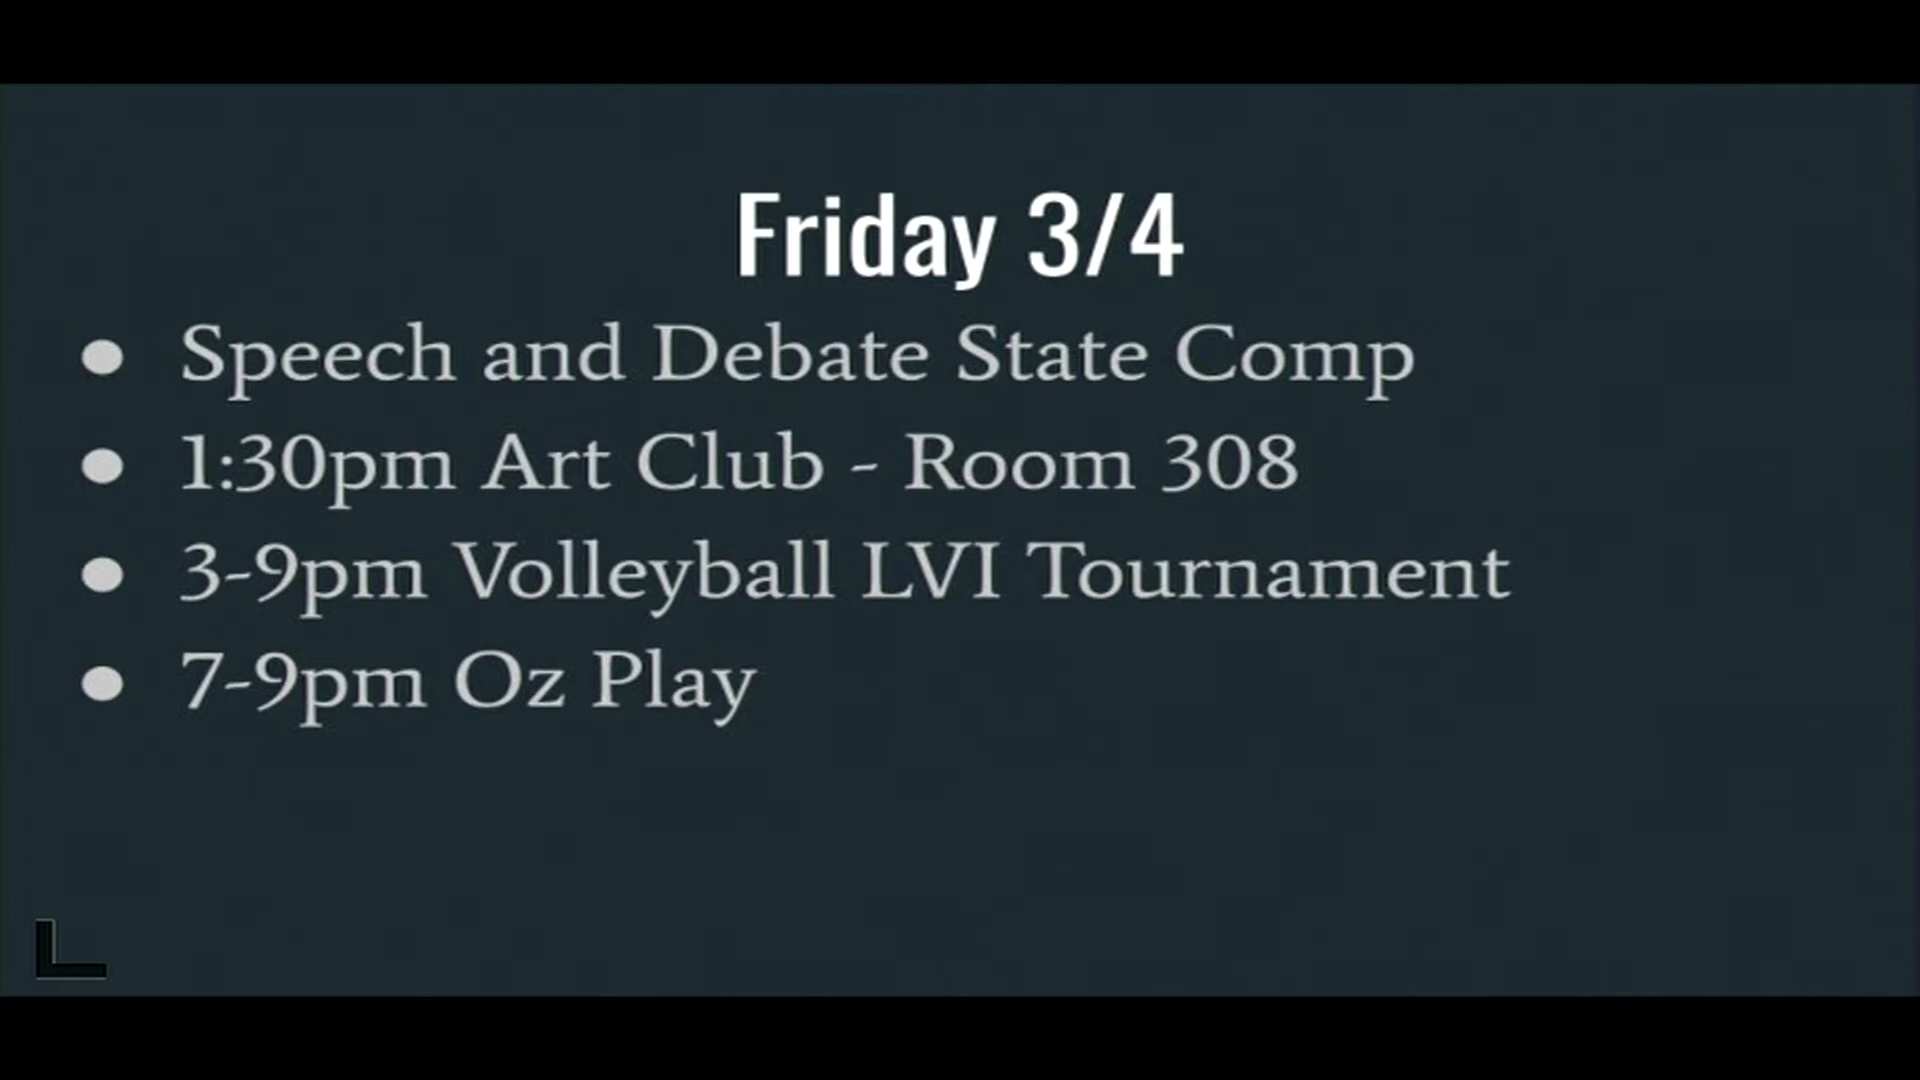 Friday 3/4
● Speech and Debate State Comp
● 1:30pm Art Club - Room 308
● 3-9pm Volleyball LVI Tournament
● 7-9pm Oz Play